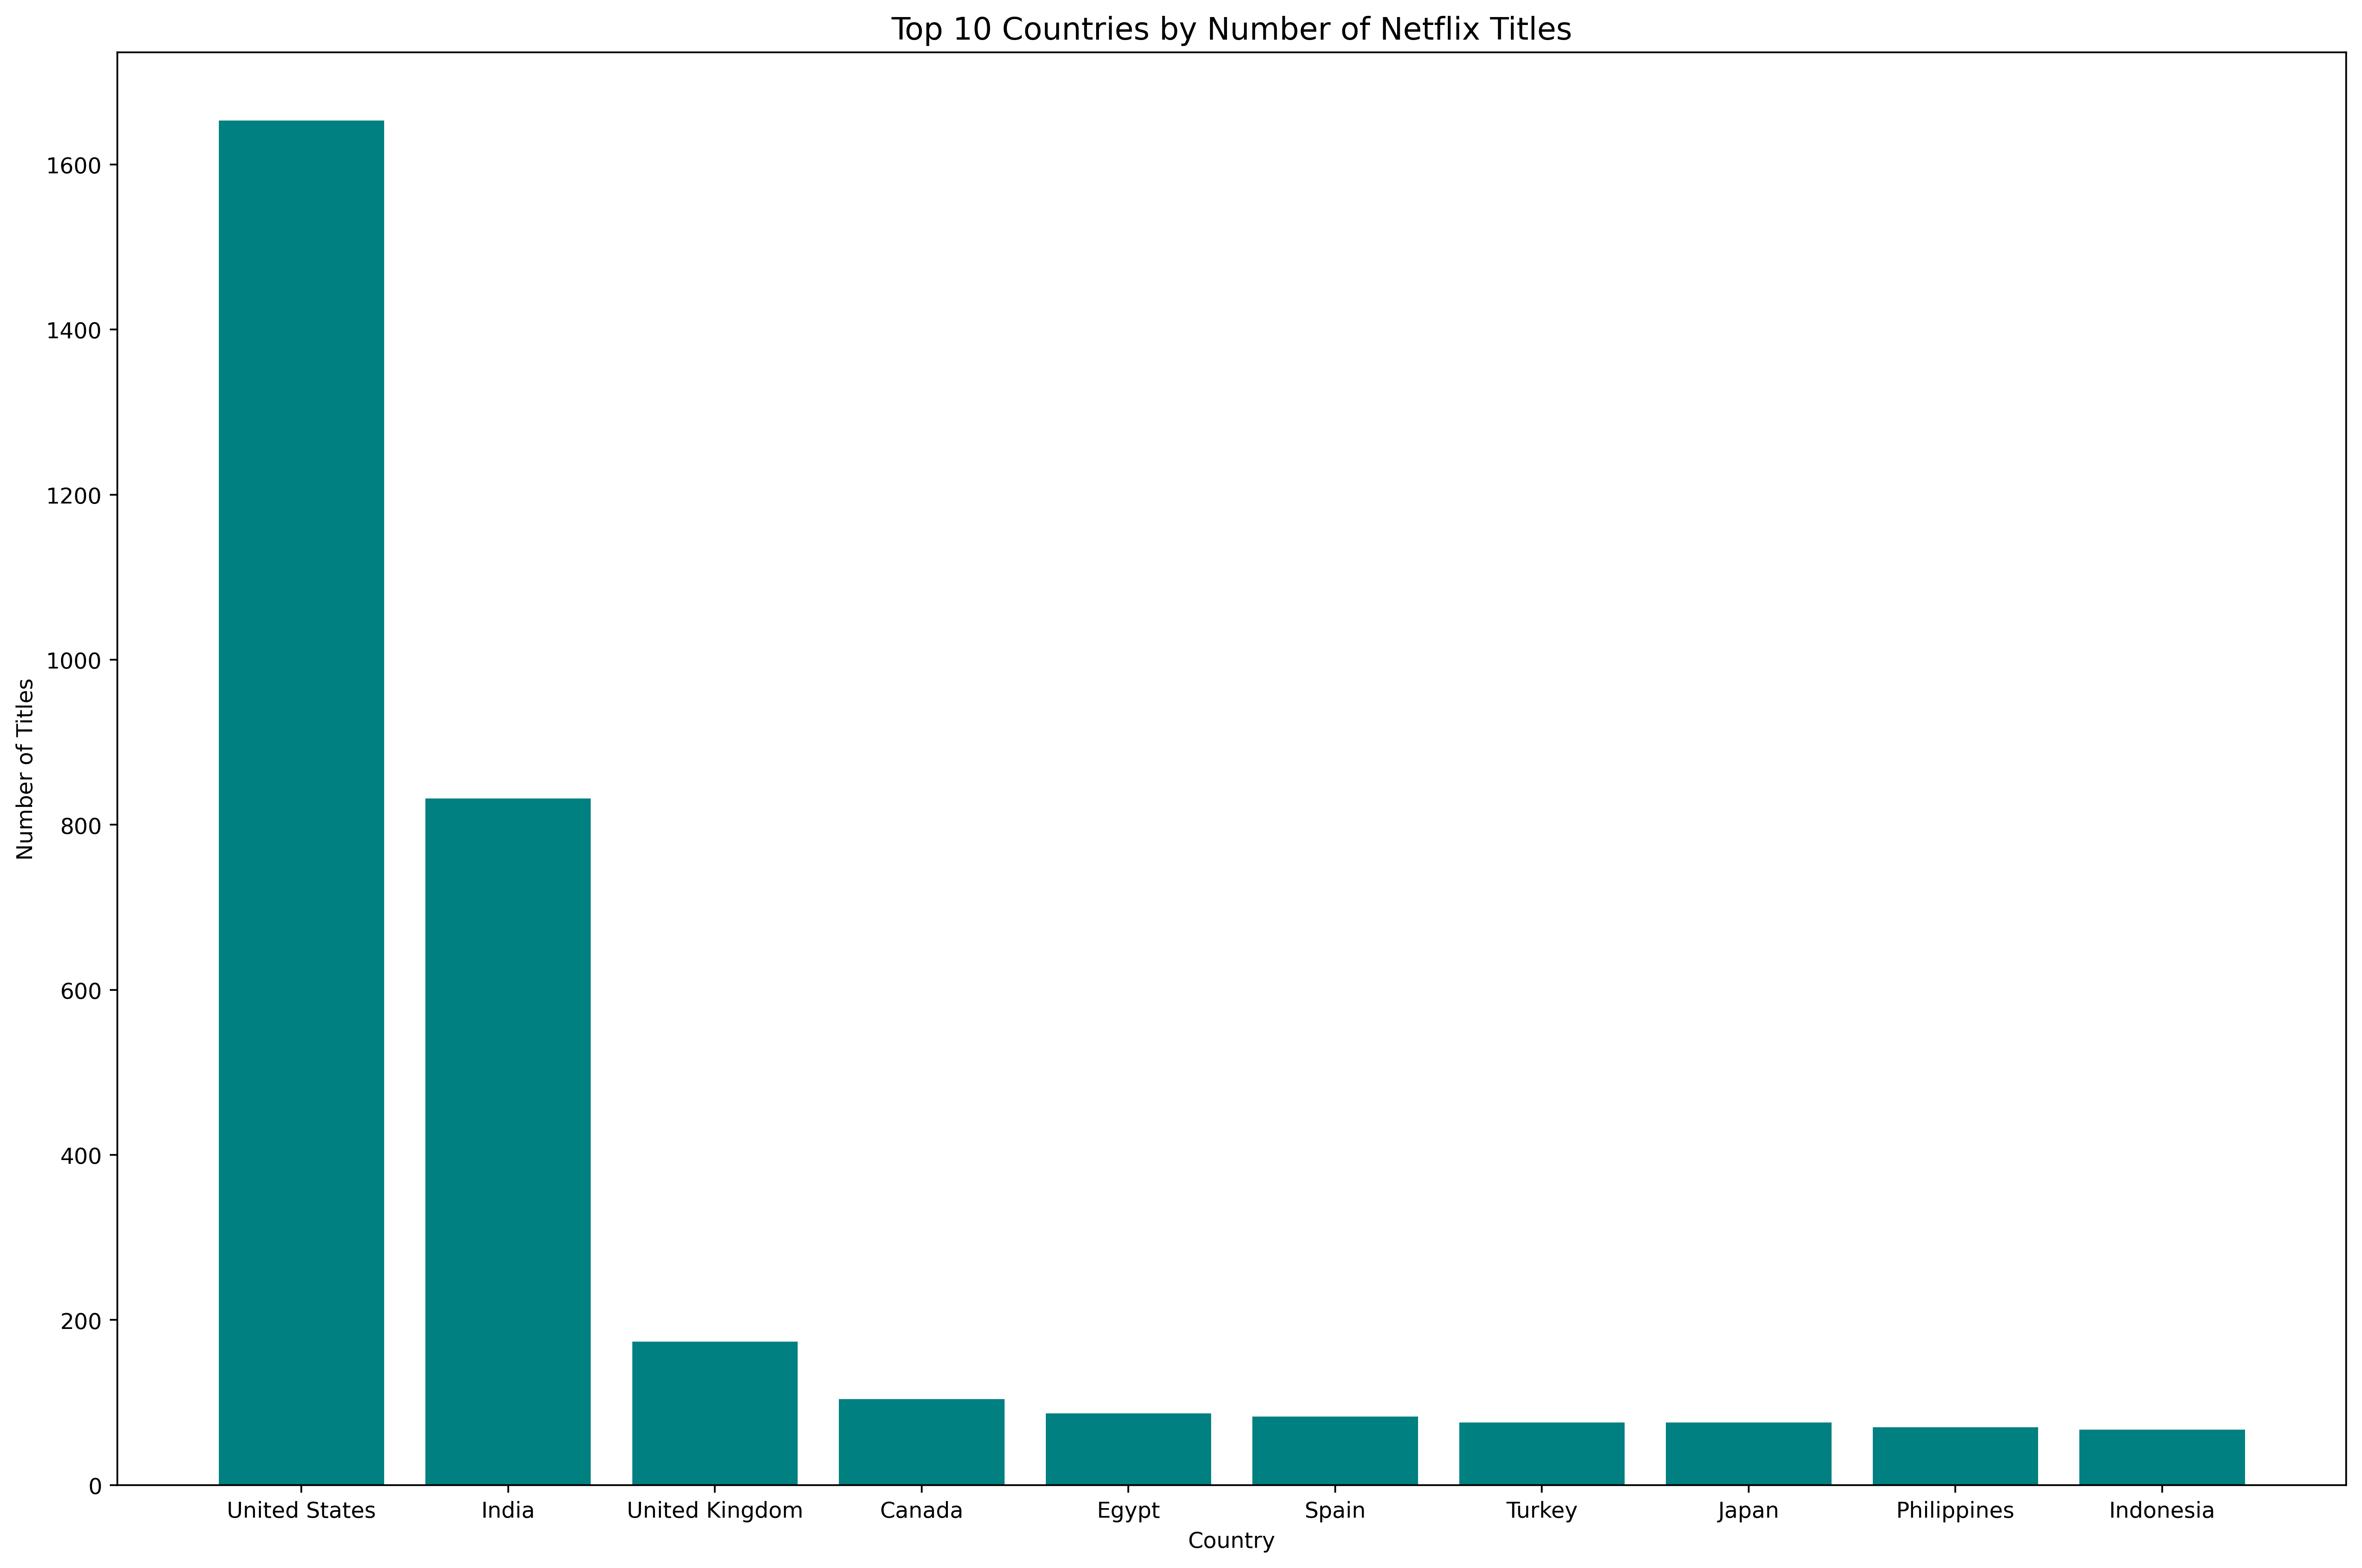 Top 10 Countries by Number of Netflix Titles
Number of Titles
1600
1400
1200
1000
800
600
400
200
0
United States India United Kingdom Canada Egypt Spain Turkey Japan Philippines Indonesia
Country